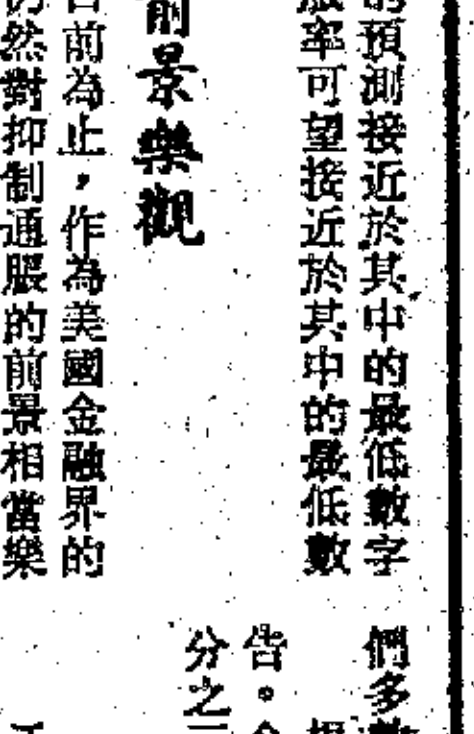 的預測接近於其中的最低數字
脹率可望接近於其中的最低數
前景樂觀
目前為止，作為美國金融界的
仍然對抑制通脹的前景相當樂
們多數
告。
分之